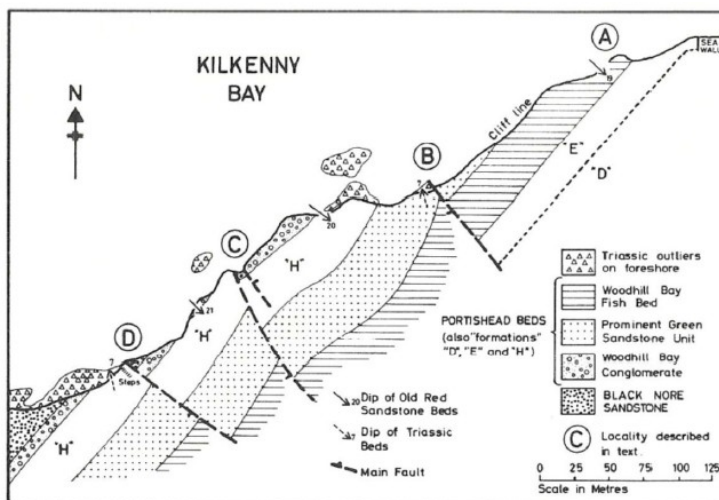 KILKENNY
BAY
N
A
SEA
WALL
19
Cliff line
"E"
"D"
B
7
20
"H"
C
21
"H"
D
7
Steps
"H"
Triassic outliers
on foreshore
Woodhill Bay
Fish Bed
PORTISHEAD BEDS
(also "formations"
"D", "E" and "H")
Prominent Green
Sandstone Unit
Woodhill Bay
Conglomerate
BLACK NORE
SANDSTONE
20 Dip of Old Red
Sandstone Beds
7 Dip of Triassic
Beds
Main Fault
C Locality described
in text.
0 25 50 75 100 125
Scale in Metres